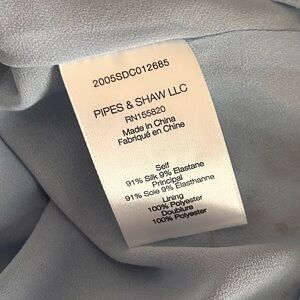 2005SDC012685
PIPES & SHAW LLC
RN155820
Made in China
Fabriqué en Chine
Self
91% Silk 9% Elastane
Principal
91% Soie 9% Elasthanne
Lining
100% Polyester
Doublure
100% Polyester